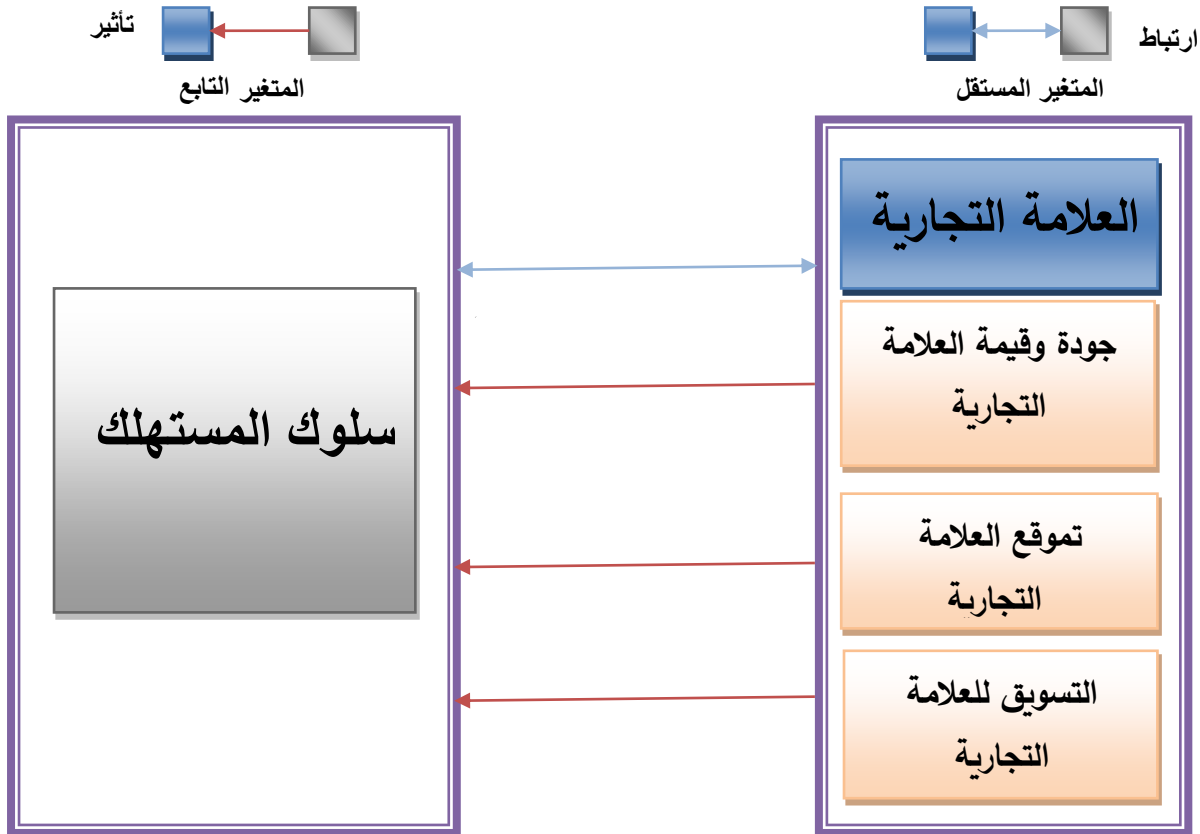 ارتباط
تأثير
المتغير المستقل
المتغير التابع
العلامة التجارية
جودة وقيمة العلامة
التجارية
تموقع العلامة
التجارية
التسويق للعلامة
التجارية
سلوك المستهلك